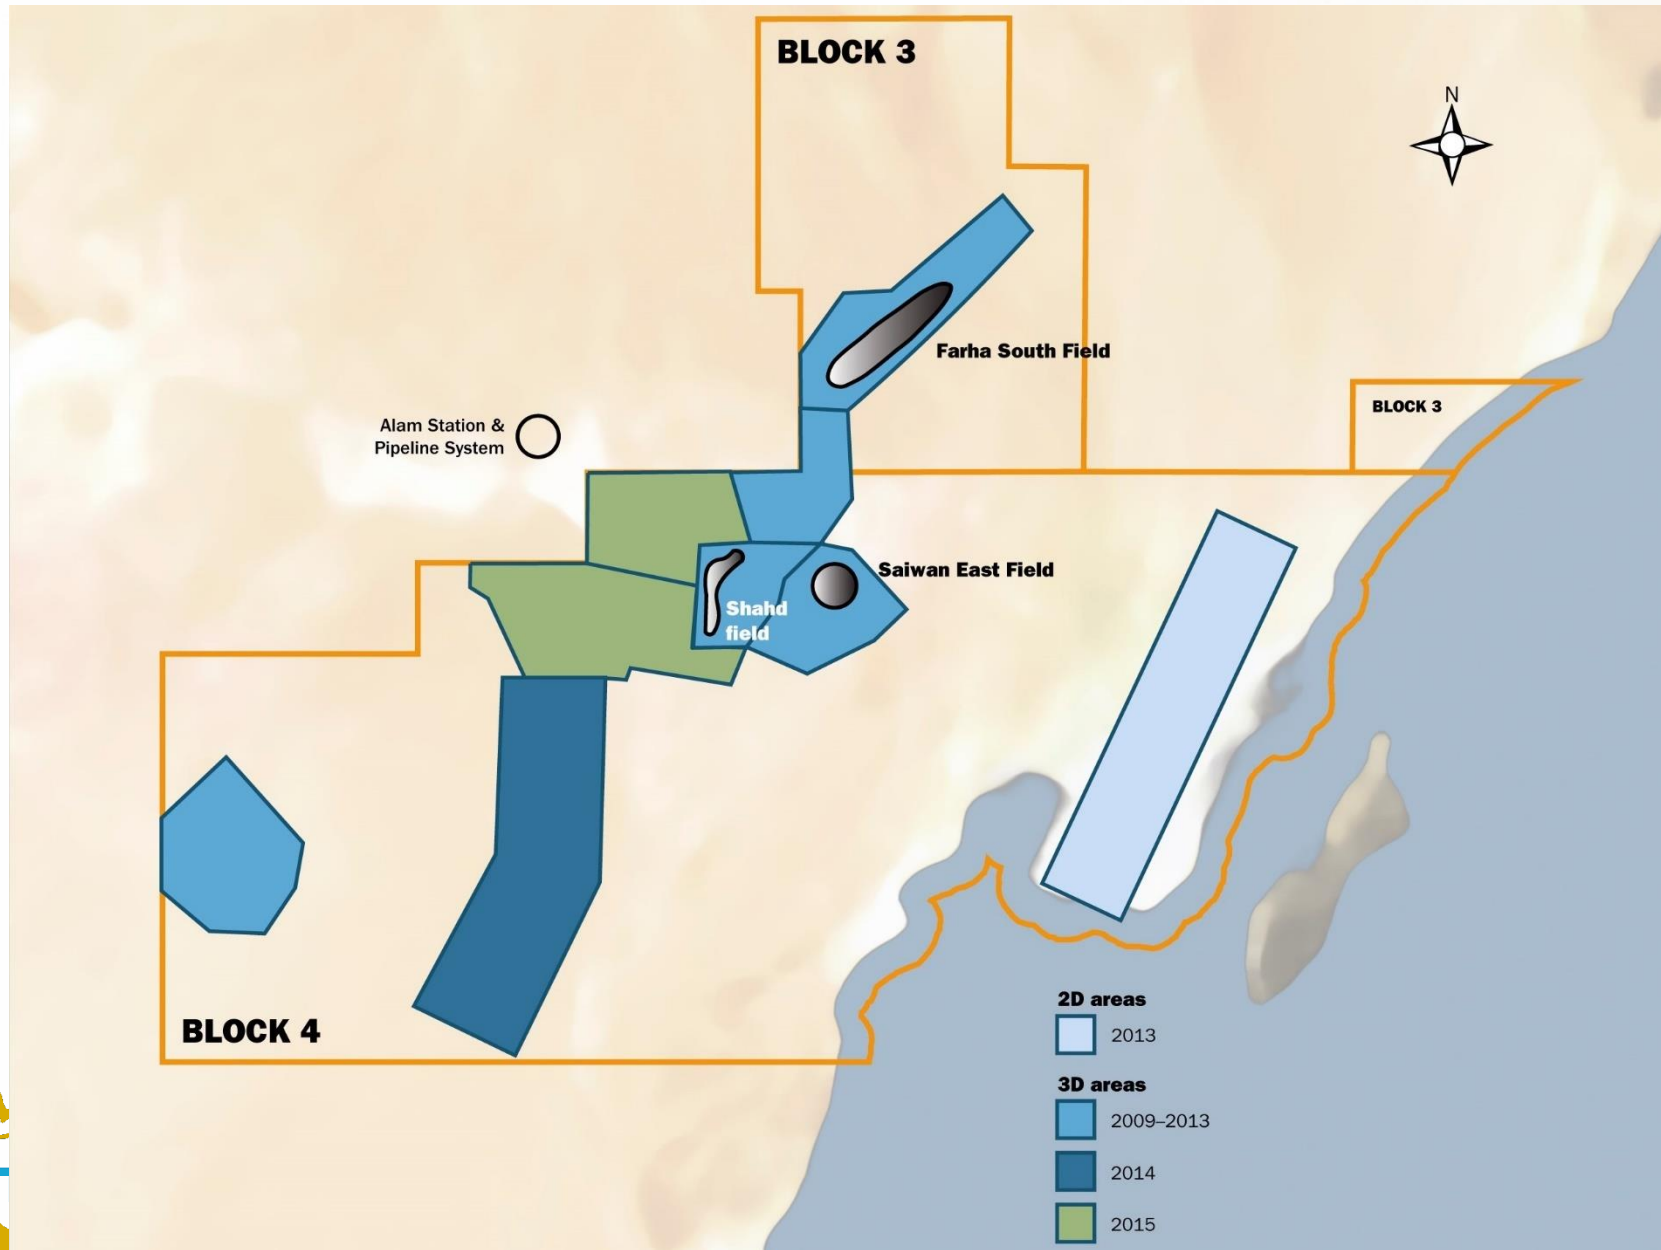 BLOCK 3
N
Farha South Field
BLOCK 3
Alam Station &
Pipeline System
Saiwan East Field
Shahd
field
BLOCK 4
2D areas
2013
3D areas
2009–2013
2014
2015